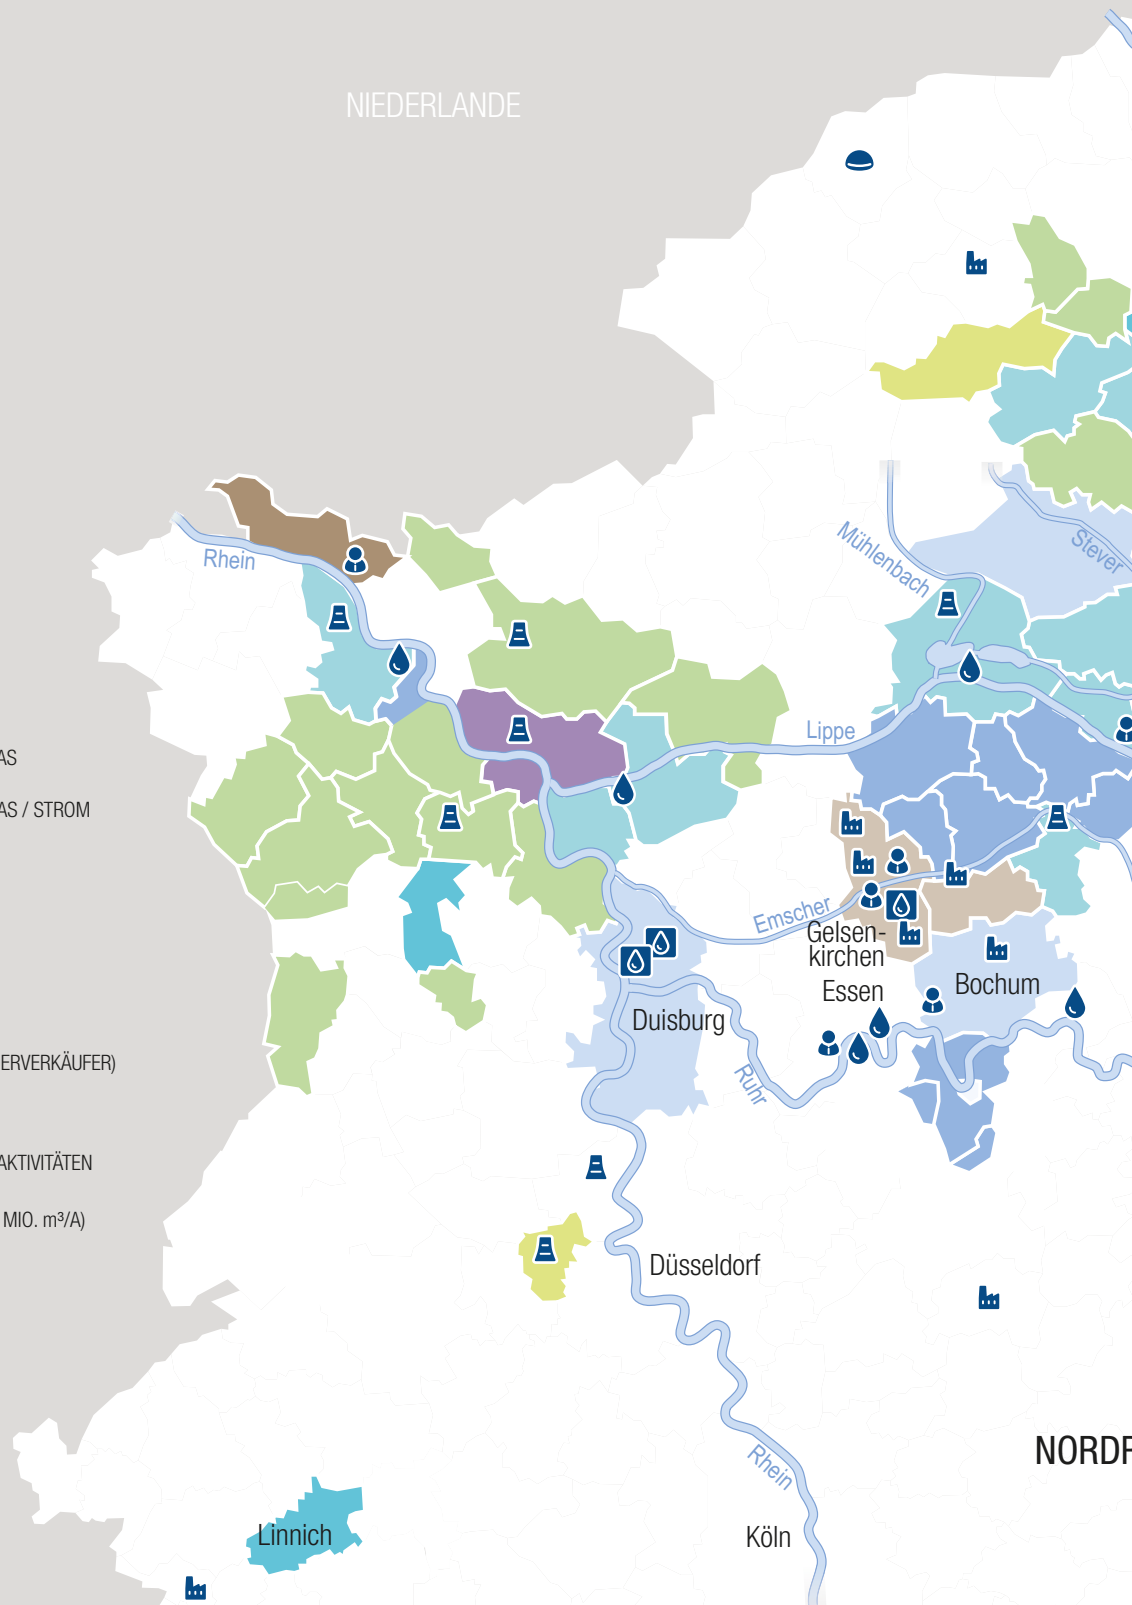 NIEDERLANDE
Mühlenbach
Stever
Rhein
Lippe
AS
AS / STROM
Emscher
Gelsen-
kirchen
Essen
Bochum
Duisburg
Ruhr
ERVERKÄUFER)
AKTIVITÄTEN
MIO. m³/A)
Düsseldorf
NORDR
Rhein
Linnich
Köln